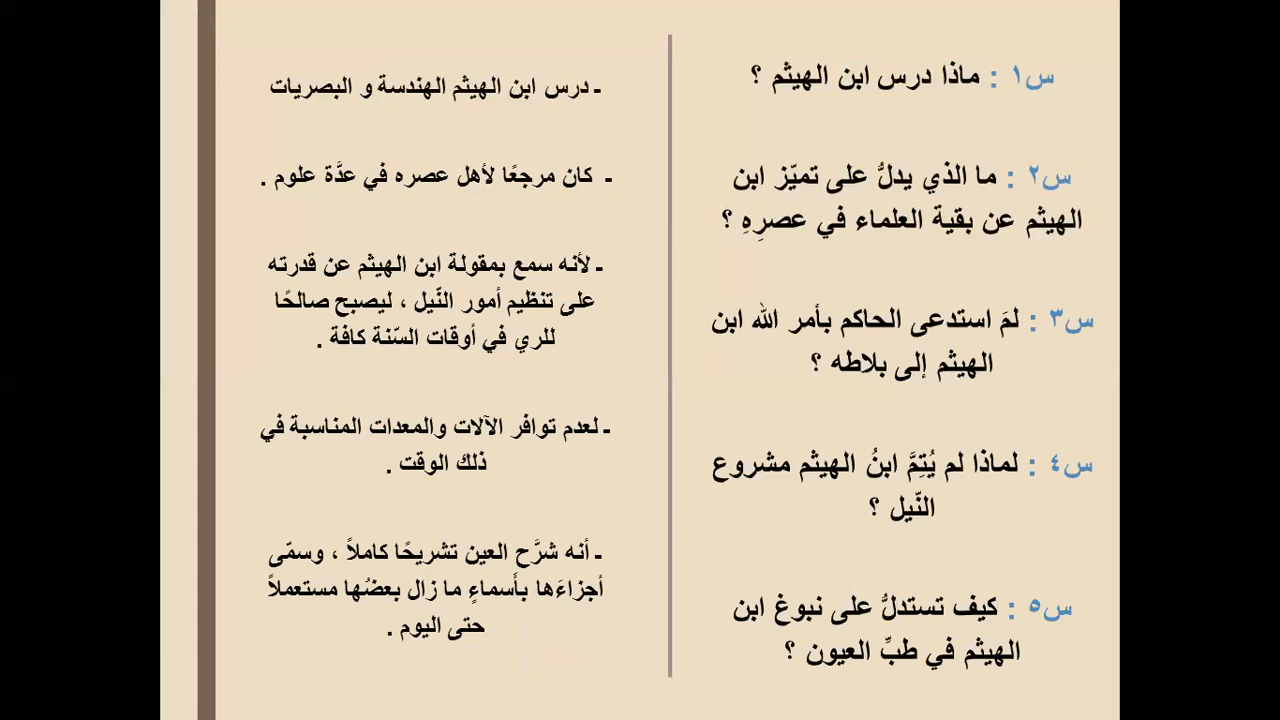 س١ : ماذا درس ابن الهيثم ؟
س٢ : ما الذي يدلُّ على تميّز ابن
الهيثم عن بقية العلماء في عصرِهِ ؟
س٣ : لمَ استدعى الحاكم بأمر الله ابن
الهيثم إلى بلاطه ؟
س٤ : لماذا لم يُتِمَّ ابنُ الهيثم مشروع
النّيل ؟
س٥ : كيف تستدلُّ على نبوغ ابن
الهيثم في طبِّ العيون ؟
ـ درس ابن الهيثم الهندسة و البصريات
ـ كان مرجعًا لأهل عصره في عدَّة علوم .
ـ لأنه سمع بمقولة ابن الهيثم عن قدرته
على تنظيم أمور النّيل ، ليصبح صالحًا
للري في أوقات السّنة كافة .
ـ لعدم توافر الآلات والمعدات المناسبة في
ذلك الوقت .
ـ أنه شرَّح العين تشريحًا كاملاً ، وسمّى
أجزاءَها بأَسماءٍ ما زال بعضُها مستعملاً
حتى اليوم .